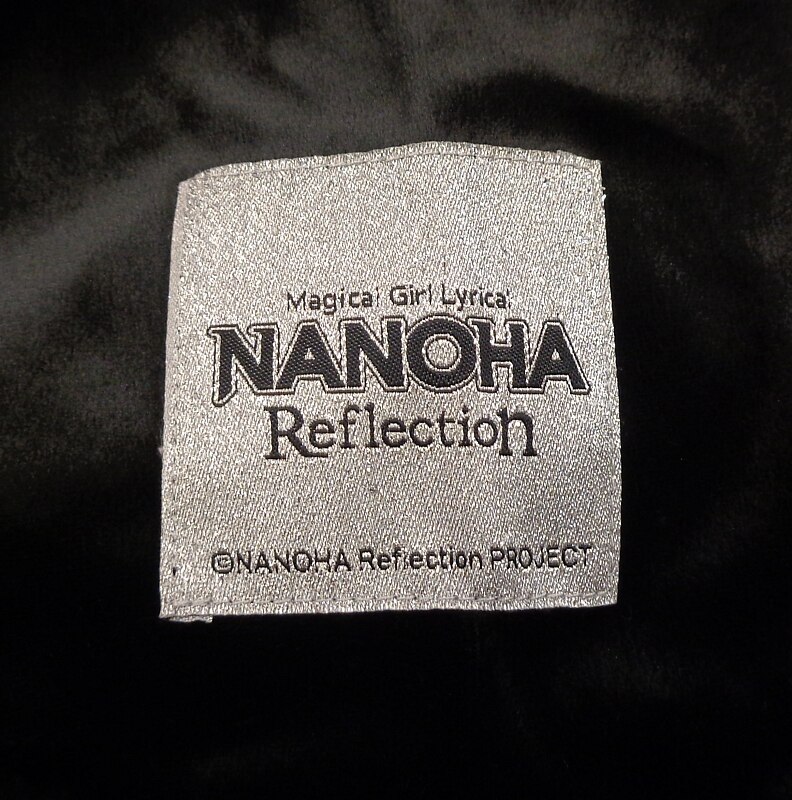 Magical Girl Lyrical
NANOHA
Reflection
©NANOHA Reflection PROJECT